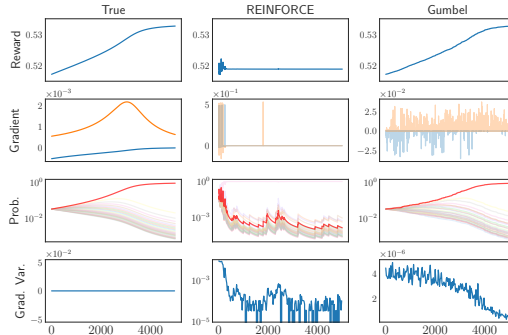 True REINFORCE Gumbel
Reward 0.53 0.52 0.53 0.52 0.53 0.52
×10⁻³ ×10⁻¹ ×10⁻²
Gradient 2 1 0 5 0 2.5 0.0 −2.5
Prob. 10⁰ 10⁻² 10⁻¹ 10⁻³ 10⁰ 10⁻²
×10⁻² ×10⁻⁶
Grad. Var. 5 0 −5 10⁻³ 10⁻⁵ 4 2
0 2000 4000 0 2000 4000 0 2000 4000